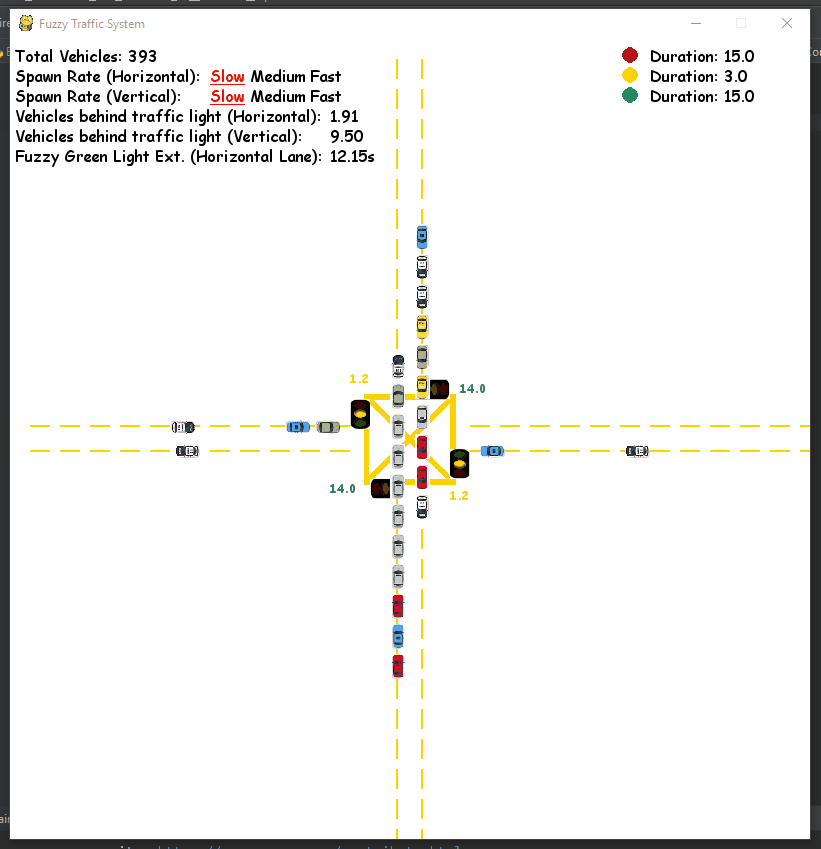 Fuzzy Traffic System
Total Vehicles: 393
Spawn Rate (Horizontal): Slow Medium Fast
Spawn Rate (Vertical): Slow Medium Fast
Vehicles behind traffic light (Horizontal): 1.91
Vehicles behind traffic light (Vertical): 9.50
Fuzzy Green Light Ext. (Horizontal Lane): 12.15s
Duration: 15.0
Duration: 3.0
Duration: 15.0
1.2
14.0
14.0
1.2